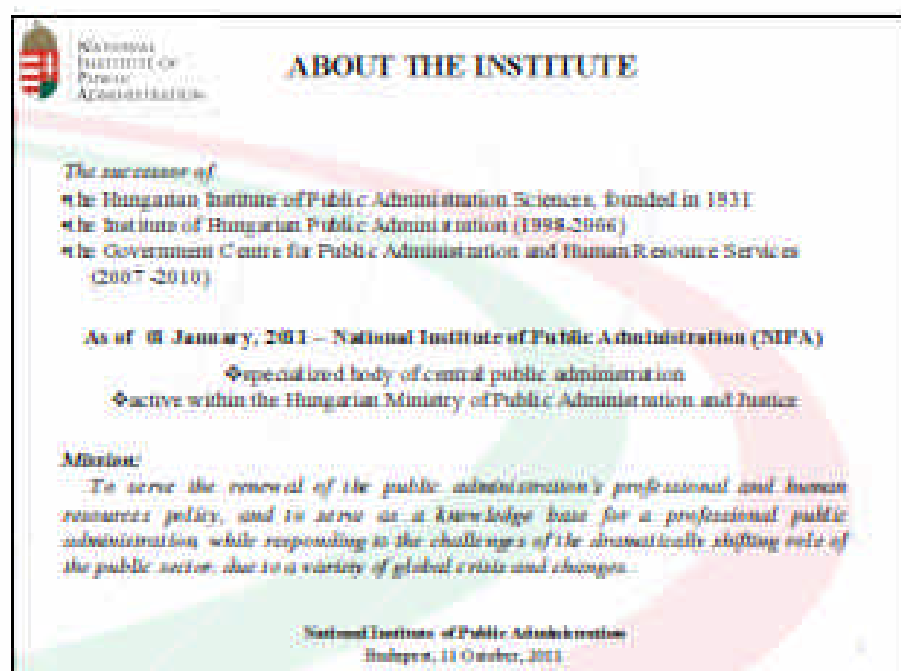 NATIONAL
INSTITUTE OF
PUBLIC
ADMINISTRATION
ABOUT THE INSTITUTE
The successor of
•the Hungarian Institute of Public Administration Sciences, founded in 1931
•the Institute of Hungarian Public Administration (1998-2006)
•the Government Centre for Public Administration and Human Resource Services
(2007 -2010)
As of 01 January, 2011 – National Institute of Public Administration (NIPA)
❖specialized body of central public administration
❖active within the Hungarian Ministry of Public Administration and Justice
Mission:
To serve the renewal of the public administration's professional and human
resources policy, and to serve as a knowledge base for a professional public
administration while responding to the challenges of the dramatically shifting role of
the public sector, due to a variety of global crisis and changes.
National Institute of Public Administration
Budapest, 11 October, 2011